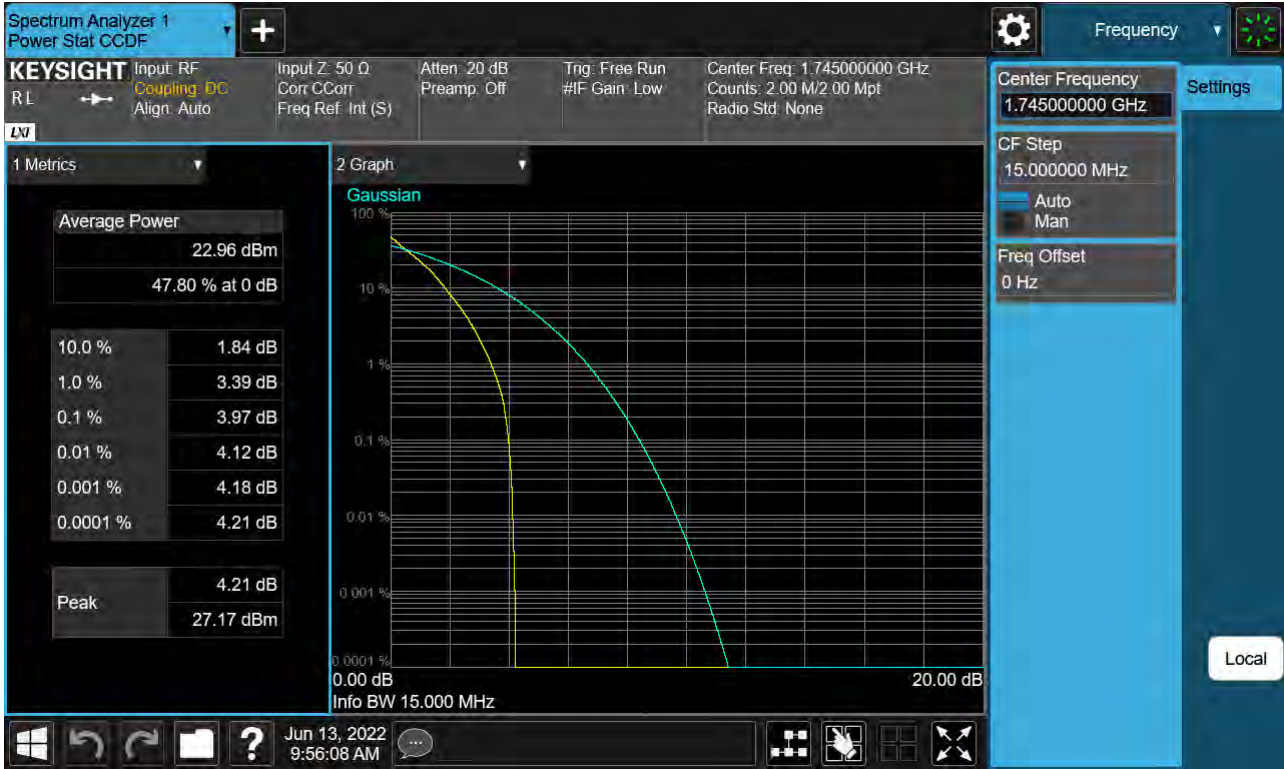 Spectrum Analyzer 1
Power Stat CCDF
+
Frequency
KEYSIGHT
R L
LXI
Input: RF
Coupling: DC
Align: Auto
Input Z: 50 Ω
Corr CCorr
Freq Ref: Int (S)
Atten: 20 dB
Preamp: Off
Trig: Free Run
#IF Gain: Low
Center Freq: 1.745000000 GHz
Counts: 2.00 M/2.00 Mpt
Radio Std: None
Center Frequency
1.745000000 GHz
Settings
CF Step
15.000000 MHz
Auto
Man
Freq Offset
0 Hz
Local
1 Metrics
Average Power
22.96 dBm
47.80 % at 0 dB
10.0 % 1.84 dB
1.0 % 3.39 dB
0.1 % 3.97 dB
0.01 % 4.12 dB
0.001 % 4.18 dB
0.0001 % 4.21 dB
Peak
4.21 dB
27.17 dBm
2 Graph
Gaussian
100 %
10 %
1 %
0.1 %
0.01 %
0.001 %
0.0001 %
0.00 dB 20.00 dB
Info BW 15.000 MHz
?
Jun 13, 2022
9:56:08 AM